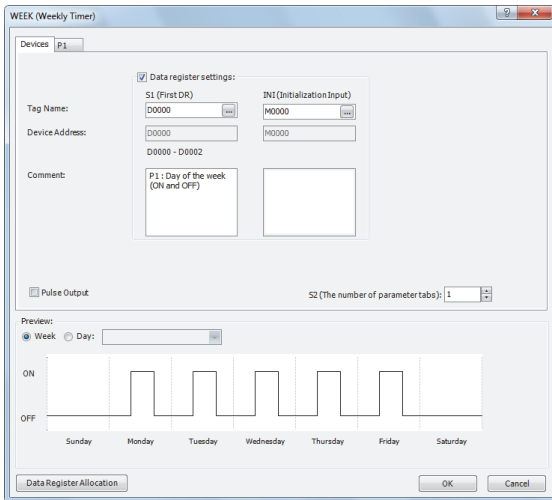 WEEK (Weekly Timer)
Devices P1
Data register settings:
S1 (First DR) INI (Initialization Input)
Tag Name: D0000 ... M0000 ...
Device Address: D0000 M0000
D0000 - D0002
Comment: P1 : Day of the week
(ON and OFF)
Pulse Output S2 (The number of parameter tabs): 1
Preview:
Week Day:
ON
OFF
Sunday Monday Tuesday Wednesday Thursday Friday Saturday
Data Register Allocation OK Cancel